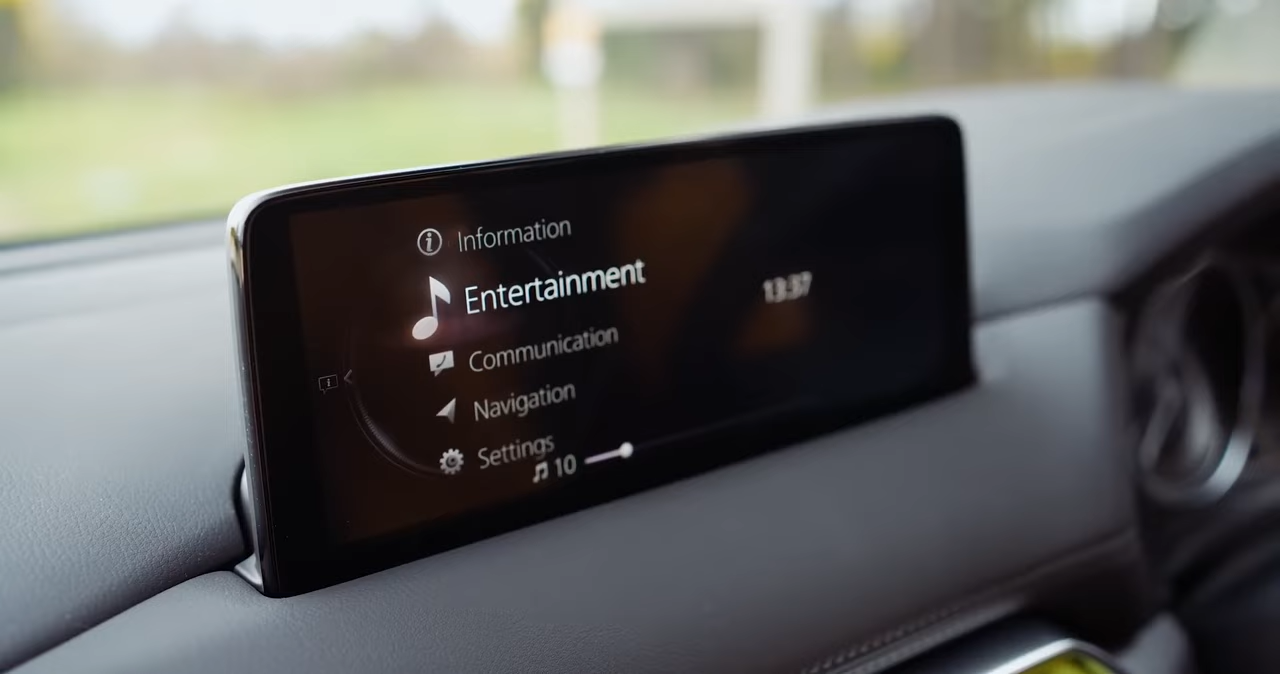 Information
Entertainment
13:37
Communication
Navigation
Settings
10